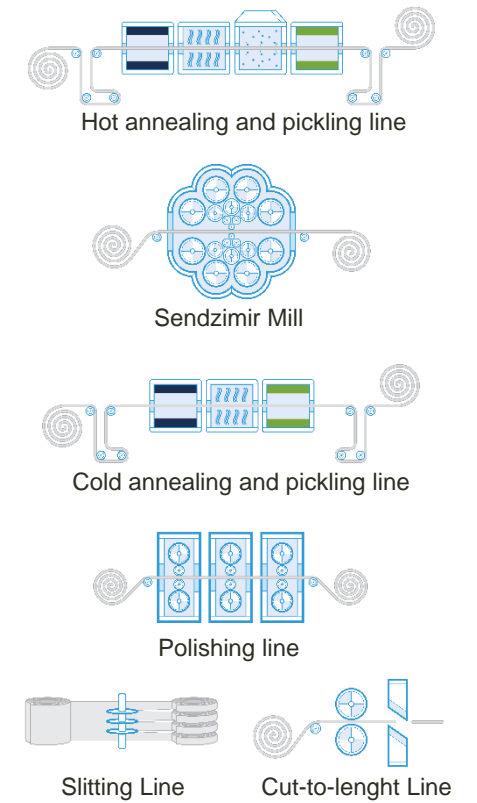 Hot annealing and pickling line
Sendzimir Mill
Cold annealing and pickling line
Polishing line
Slitting Line
Cut-to-lenght Line